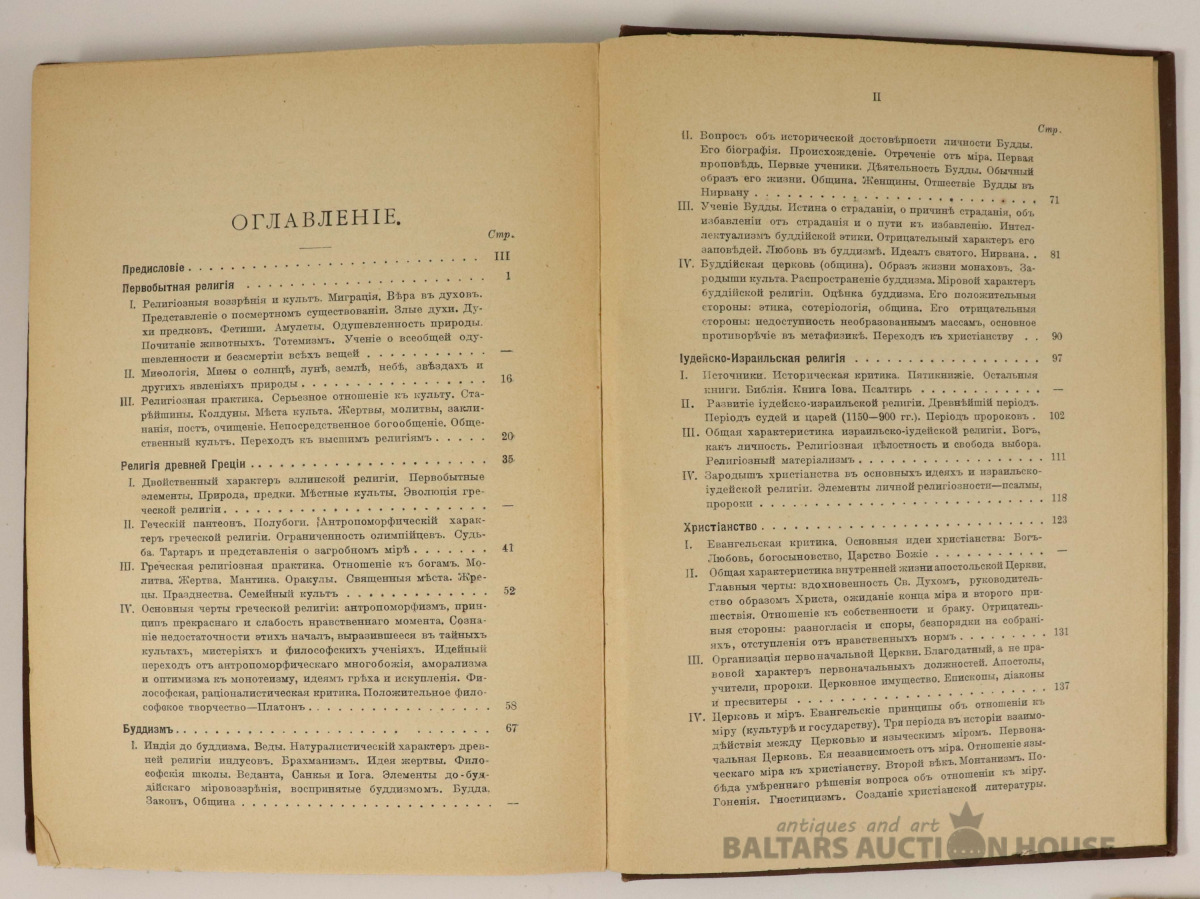 ОГЛАВЛЕНІЕ.
Стр.
Предисловіе . . . . . . . . . . . . . . . . . . . . III
Первобытная религія . . . . . . . . . . . . . . . . 1
I. Религіозныя воззрѣнія и культъ. Миграція. Вѣра въ духовъ.
Представленіе о посмертномъ существованіи. Злые духи. Ду-
хи предковъ. Фетиши. Амулеты. Одушевленность природы.
Почитаніе животныхъ. Тотемизмъ. Ученіе о всеобщей оду-
шевленности и безсмертіи всѣхъ вещей . . . . . . . . . —
II. Миѳологія. Миѳы о солнцѣ, лунѣ, землѣ, небѣ, звѣздахъ и
другихъ явленіяхъ природы . . . . . . . . . . . . . . 16
III. Религіозная практика. Серьезное отношеніе къ культу. Ста-
рѣйшины. Колдуны. Мѣста культа. Жертвы, молитвы, закли-
нанія, постъ, очищеніе. Непосредственное богообщеніе. Обще-
ственный культъ. Переходъ къ высшимъ религіямъ . . . . . 20
Религія древней Греціи . . . . . . . . . . . . . . . . 35
I. Двойственный характеръ эллинской религіи. Первобытные
элементы. Природа, предки. Мѣстные культы. Эволюція гре-
ческой религіи . . . . . . . . . . . . . . . . . . . —
II. Геческій пантеонъ. Полубоги. Антропоморфическій харак-
теръ греческой религіи. Ограниченность олимпійцевъ. Судь-
ба. Тартаръ и представленія о загробномъ мірѣ . . . . . . . 41
III. Греческая религіозная практика. Отношеніе къ богамъ. Мо-
литва. Жертва. Мантика. Оракулы. Священныя мѣста. Жре-
цы. Празднества. Семейный культъ . . . . . . . . . . . 52
IV. Основныя черты греческой религіи: антропоморфизмъ, прин-
ципъ прекраснаго и слабость нравственнаго момента. Созна-
ніе недостаточности этихъ началъ, выразившееся въ тайныхъ
культахъ, мистеріяхъ и философскихъ ученіяхъ. Идейный
переходъ отъ антропоморфическаго многобожія, аморализма
и оптимизма къ монотеизму, идеямъ грѣха и искупленія. Фи-
лософская, раціоналистическая критика. Положительное фило-
софское творчество—Платонъ . . . . . . . . . . . . . . 58
Буддизмъ . . . . . . . . . . . . . . . . . . . . . . 67
I. Индія до буддизма. Веды. Натуралистическій характеръ древ-
ней религіи индусовъ. Брахманизмъ. Идея жертвы. Фило-
софскія школы. Веданта, Санкья и Іога. Элементы до-буд-
дійскаго міровоззрѣнія, воспринятые буддизмомъ. Будда.
Законъ, Община . . . . . . . . . . . . . . . . . . . —
II
Стр.
II. Вопросъ объ исторической достовѣрности личности Будды.
Его біографія. Происхожденіе. Отреченіе отъ міра. Первая
проповѣдь. Первые ученики. Дѣятельность Будды. Обычный
образъ его жизни. Община. Женщины. Отшествіе Будды въ
Нирвану . . . . . . . . . . . . . . . . . . . . . . 71
III. Ученіе Будды. Истина о страданіи, о причинѣ страданія, объ
избавленіи отъ страданія и о пути къ избавленію. Интел-
лектуализмъ буддійской этики. Отрицательный характеръ его
заповѣдей. Любовь въ буддизмѣ. Идеалъ святого. Нирвана. . 81
IV. Буддійская церковь (община). Образъ жизни монаховъ. За-
родыши культа. Распространеніе буддизма. Міровой характеръ
буддійской религіи. Оцѣнка буддизма. Его положительныя
стороны: этика, сотеріологія, община. Его отрицательныя
стороны: недоступность необразованнымъ массамъ, основное
противорѣчіе въ метафизикѣ. Переходъ къ христіанству . . 90
Іудейско-Израильская религія . . . . . . . . . . . . . . 97
I. Источники. Историческая критика. Пятикнижіе. Остальныя
книги. Библія. Книга Іова. Псалтирь . . . . . . . . . . —
II. Развитіе іудейско-израильской религіи. Древнѣйшій періодъ.
Періодъ судей и царей (1150—900 гг.). Періодъ пророковъ . 102
III. Общая характеристика израильско-іудейской религіи. Богъ,
какъ личность. Религіозная цѣлостность и свобода выбора.
Религіозный матеріализмъ . . . . . . . . . . . . . . . 111
IV. Зародышъ христіанства въ основныхъ идеяхъ и израильско-
іудейской религіи. Элементы личной религіозности—псалмы,
пророки . . . . . . . . . . . . . . . . . . . . . . 118
Христіанство . . . . . . . . . . . . . . . . . . . . 123
I. Евангельская критика. Основныя идеи христіанства: Богъ-
Любовь, богосыновство, Царство Божіе . . . . . . . . . . —
II. Общая характеристика внутренней жизни апостольской Церкви.
Главныя черты: вдохновенность Св. Духомъ, руководитель-
ство образомъ Христа, ожиданіе конца міра и второго при-
шествія. Отношеніе къ собственности и браку. Отрицатель-
ныя стороны: разногласія и споры, безпорядки на собрані-
яхъ, отступленія отъ нравственныхъ нормъ . . . . . . . . 131
III. Организація первоначальной Церкви. Благодатный, а не пра-
вовой характеръ первоначальныхъ должностей. Апостолы,
учители, пророки. Церковное имущество. Епископы, діаконы
и пресвитеры . . . . . . . . . . . . . . . . . . . . 137
IV. Церковь и міръ. Евангельскіе принципы объ отношеніи къ
міру (культурѣ и государству). Три періода въ исторіи взаимо-
дѣйствія между Церковью и языческимъ міромъ. Первона-
чальная Церковь. Ея независимость отъ міра. Отношеніе язы-
ческаго міра къ христіанству. Второй вѣкъ. Монтанизмъ. По-
бѣда умѣреннаго рѣшенія вопроса объ отношеніи къ міру.
Гоненія. Гностицизмъ. Созданіе христіанской литературы.
antiques and art
BALTARS AUCTION HOUSE